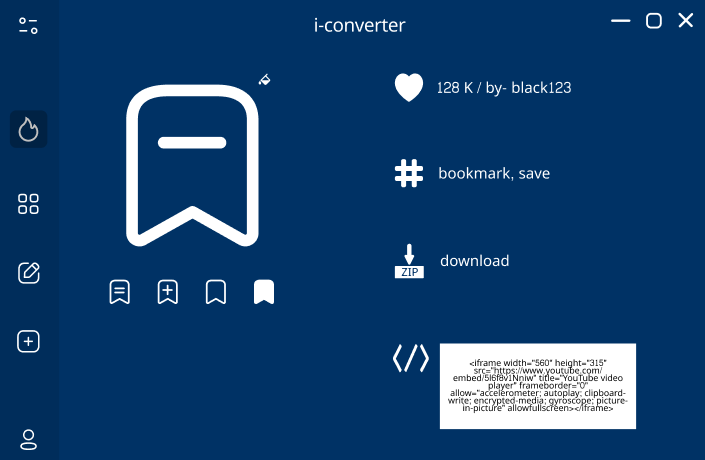 i-converter
128 K / by- black123
bookmark, save
download
ZIP
<iframe width="560" height="315"
src="https://www.youtube.com/
embed/5l6f8v1Nniw" title="YouTube video
player" frameborder="0"
allow="accelerometer; autoplay; clipboard-
write; encrypted-media; gyroscope; picture-
in-picture" allowfullscreen></iframe>